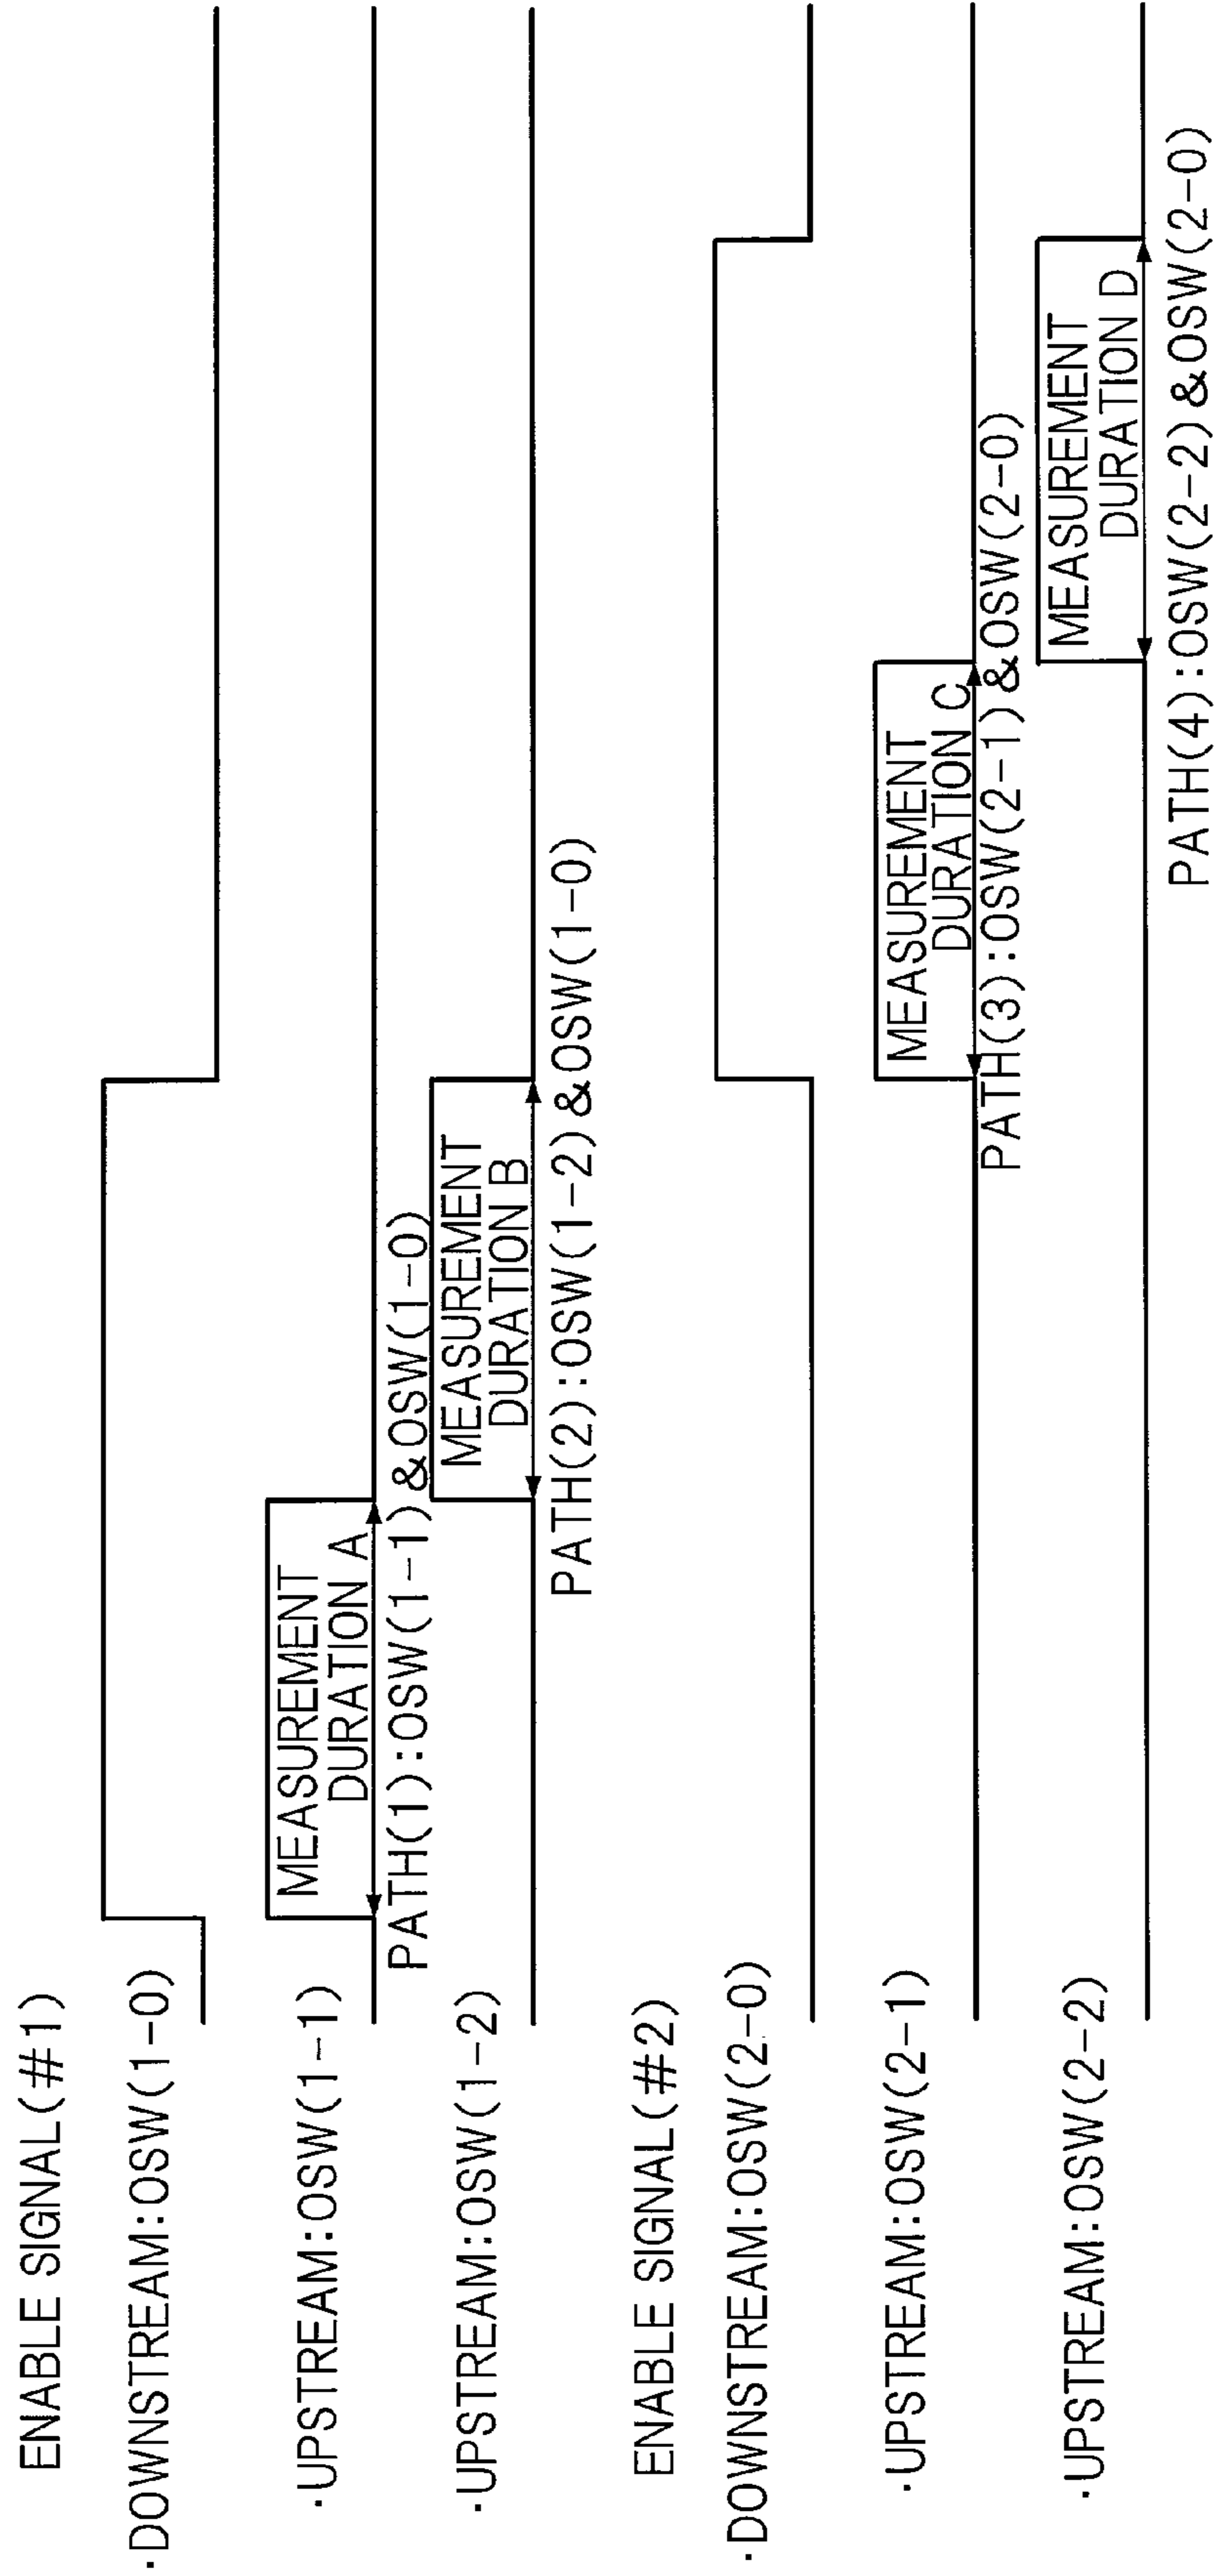 ENABLE SIGNAL(#1)
·DOWNSTREAM:OSW(1-0)
·UPSTREAM:OSW(1-1)
MEASUREMENT
DURATION A
PATH(1):OSW(1-1)&OSW(1-0)
·UPSTREAM:OSW(1-2)
MEASUREMENT
DURATION B
PATH(2):OSW(1-2)&OSW(1-0)
ENABLE SIGNAL(#2)
·DOWNSTREAM:OSW(2-0)
·UPSTREAM:OSW(2-1)
MEASUREMENT
DURATION C
PATH(3):OSW(2-1)&OSW(2-0)
·UPSTREAM:OSW(2-2)
MEASUREMENT
DURATION D
PATH(4):OSW(2-2)&OSW(2-0)